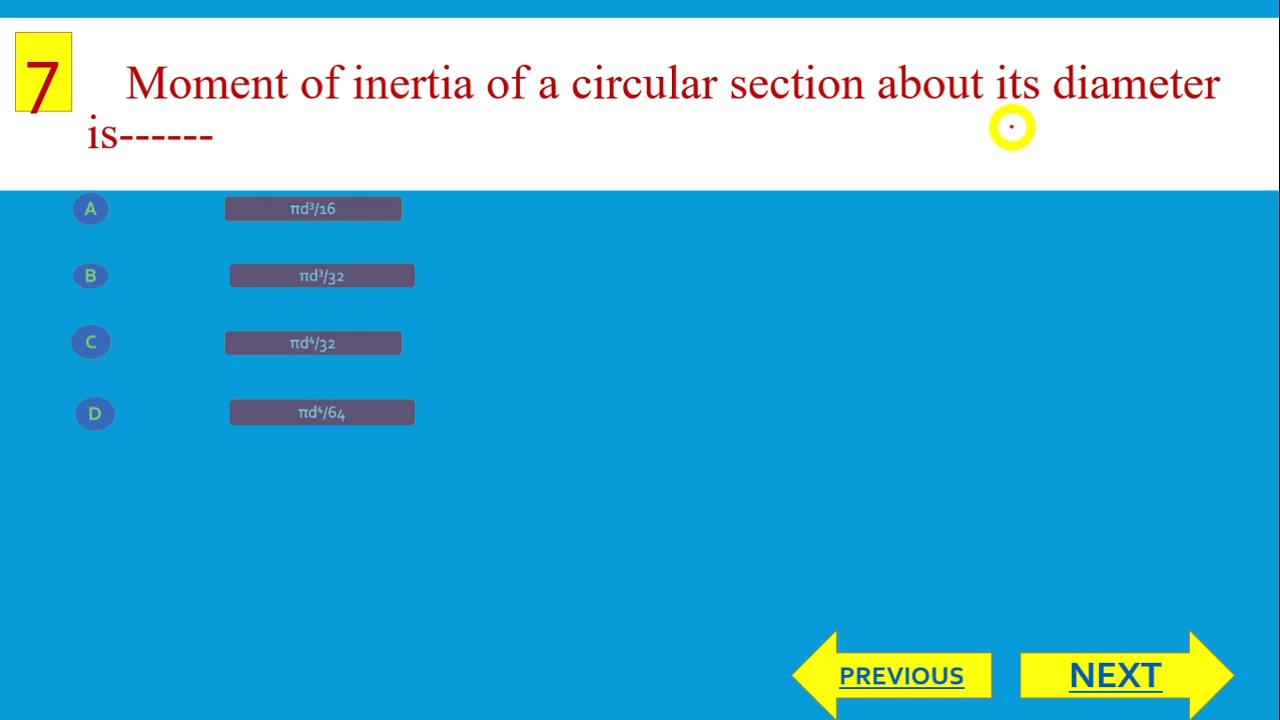 7
Moment of inertia of a circular section about its diameter
is------
A
πd³/16
B
πd³/32
C
πd⁴/32
D
πd⁴/64
PREVIOUS
NEXT